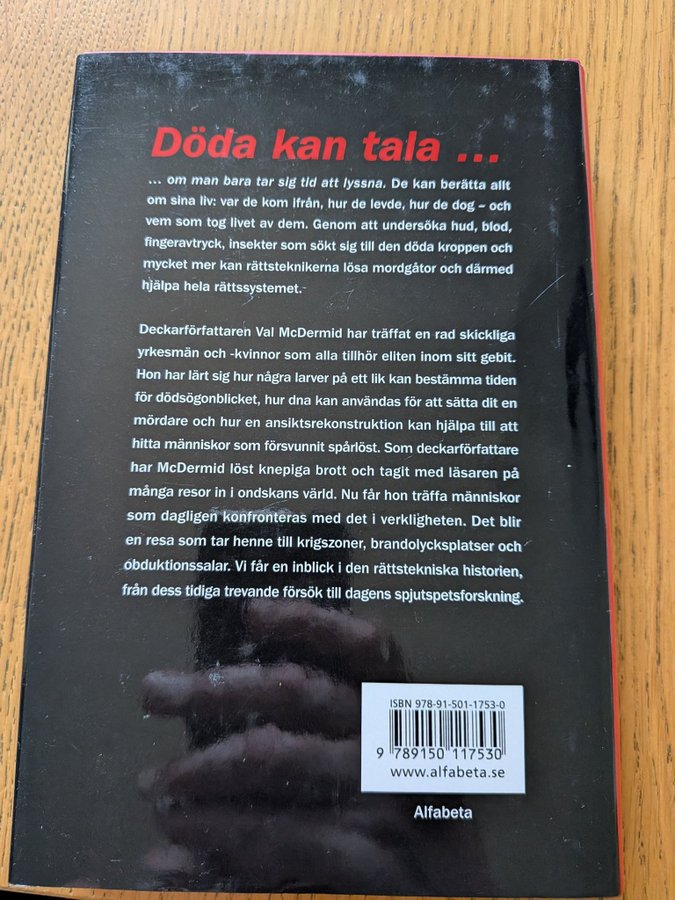 Döda kan tala ...
... om man bara tar sig tid att lyssna. De kan berätta allt
om sina liv: var de kom ifrån, hur de levde, hur de dog – och
vem som tog livet av dem. Genom att undersöka hud, blod,
fingeravtryck, insekter som sökt sig till den döda kroppen och
mycket mer kan rättsteknikerna lösa mordgåtor och därmed
hjälpa hela rättssystemet.
Deckarförfattaren Val McDermid har träffat en rad skickliga
yrkesmän och -kvinnor som alla tillhör eliten inom sitt gebit.
Hon har lärt sig hur några larver på ett lik kan bestämma tiden
för dödsögonblicket, hur dna kan användas för att sätta dit en
mördare och hur en ansiktsrekonstruktion kan hjälpa till att
hitta människor som försvunnit spårlöst. Som deckarförfattare
har McDermid löst knepiga brott och tagit med läsaren på
många resor in i ondskans värld. Nu får hon träffa människor
som dagligen konfronteras med det i verkligheten. Det blir
en resa som tar henne till krigszoner, brandolycksplatser och
obduktionssalar. Vi får en inblick i den rättstekniska historien,
från dess tidiga trevande försök till dagens spjutspetsforskning.
ISBN 978-91-501-1753-0
9 789150 117530
www.alfabeta.se
Alfabeta